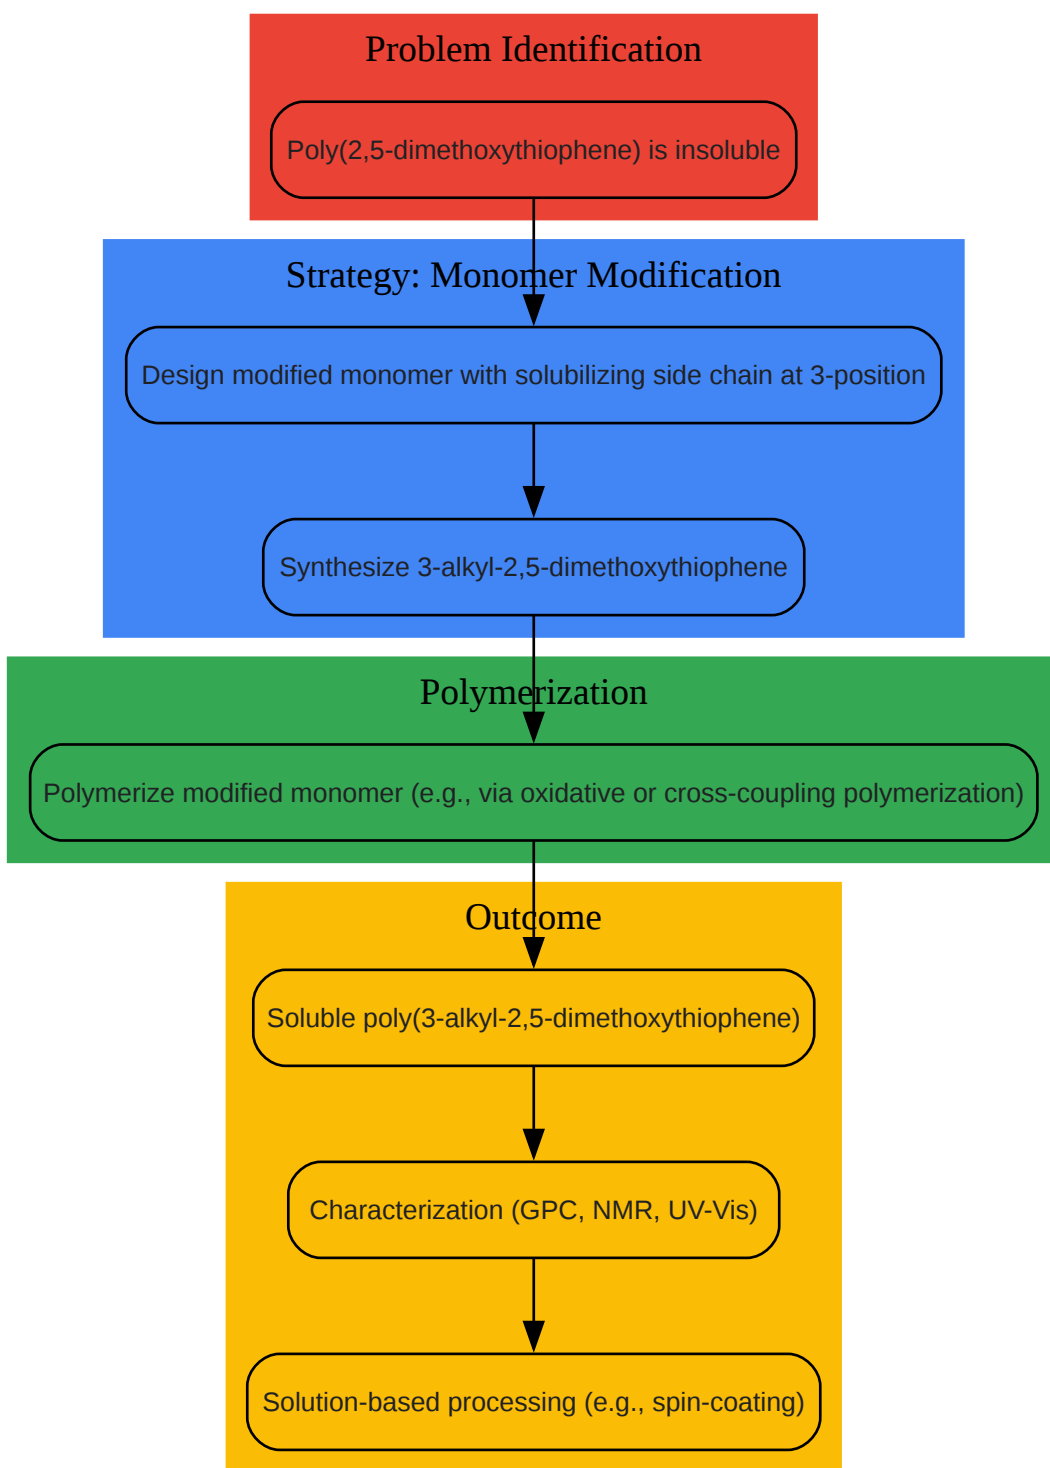 Problem Identification
Poly(2,5-dimethoxythiophene) is insoluble
Strategy: Monomer Modification
Design modified monomer with solubilizing side chain at 3-position
Synthesize 3-alkyl-2,5-dimethoxythiophene
Polymerization
Polymerize modified monomer (e.g., via oxidative or cross-coupling polymerization)
Outcome
Soluble poly(3-alkyl-2,5-dimethoxythiophene)
Characterization (GPC, NMR, UV-Vis)
Solution-based processing (e.g., spin-coating)